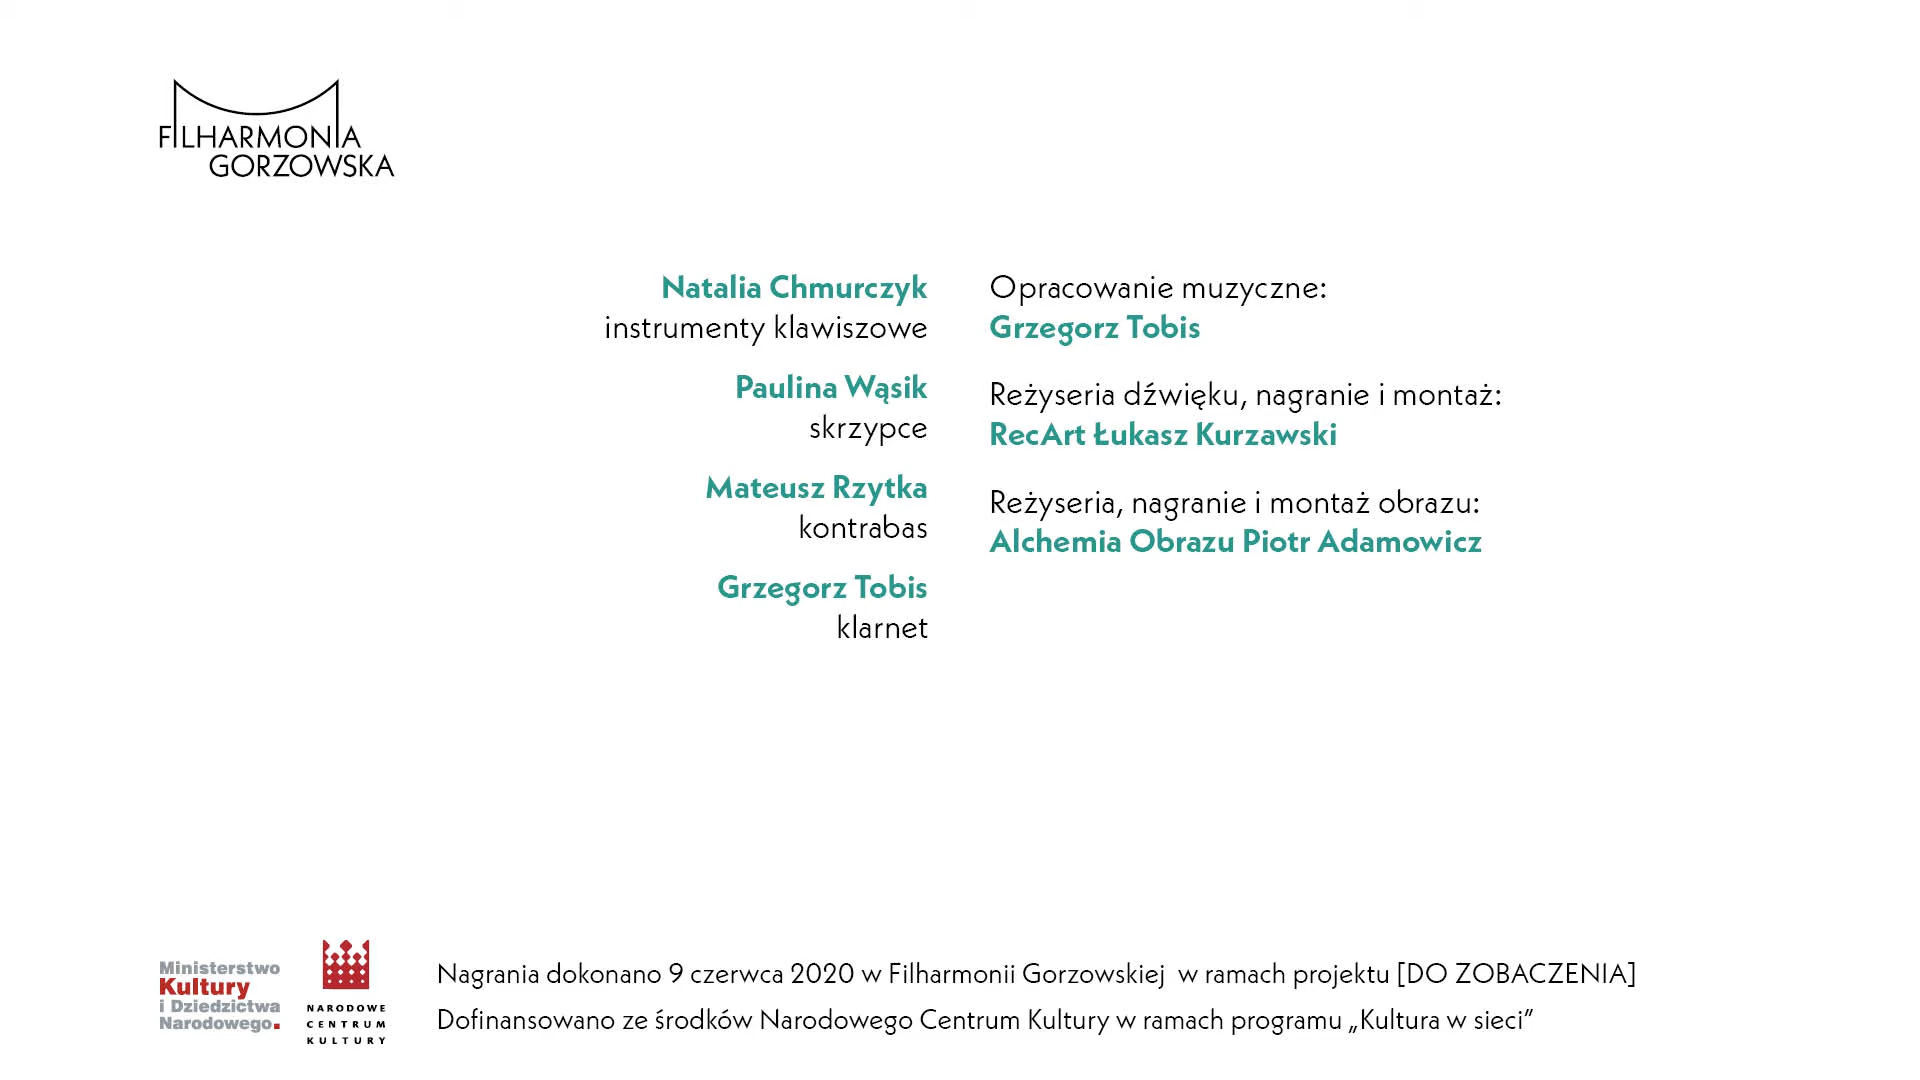 FILHARMONIA
GORZOWSKA
Natalia Chmurczyk
instrumenty klawiszowe
Paulina Wąsik
skrzypce
Mateusz Rzytka
kontrabas
Grzegorz Tobis
klarnet
Opracowanie muzyczne:
Grzegorz Tobis
Reżyseria dźwięku, nagranie i montaż:
RecArt Łukasz Kurzawski
Reżyseria, nagranie i montaż obrazu:
Alchemia Obrazu Piotr Adamowicz
Ministerstwo
Kultury
i Dziedzictwa
Narodowego.
NARODOWE
CENTRUM
KULTURY
Nagrania dokonano 9 czerwca 2020 w Filharmonii Gorzowskiej w ramach projektu [DO ZOBACZENIA]
Dofinansowano ze środków Narodowego Centrum Kultury w ramach programu „Kultura w sieci”